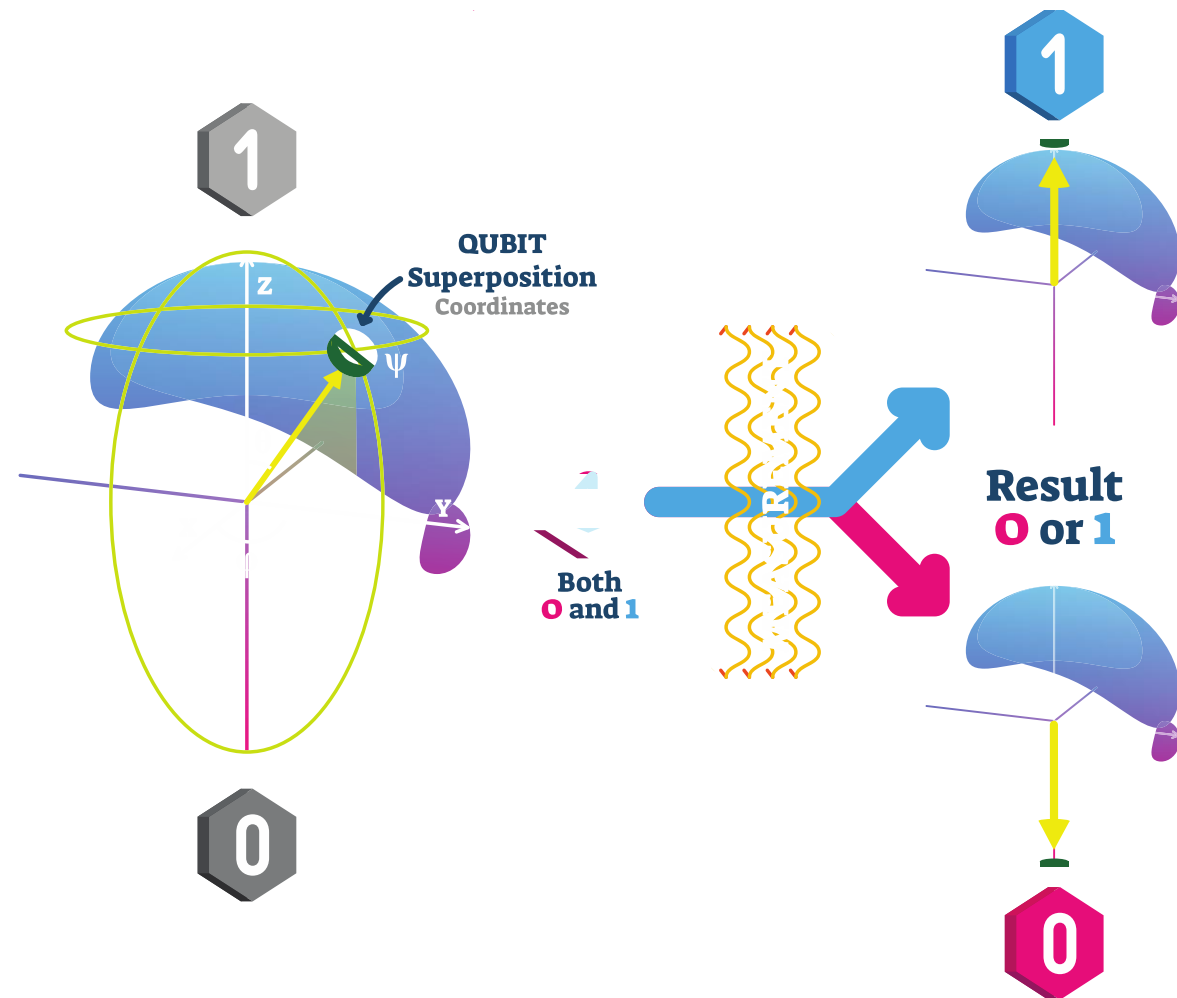 1
QUBIT
Superposition
Coordinates
Z
ψ
Y
0
Both
0 and 1
1
Result
0 or 1
0